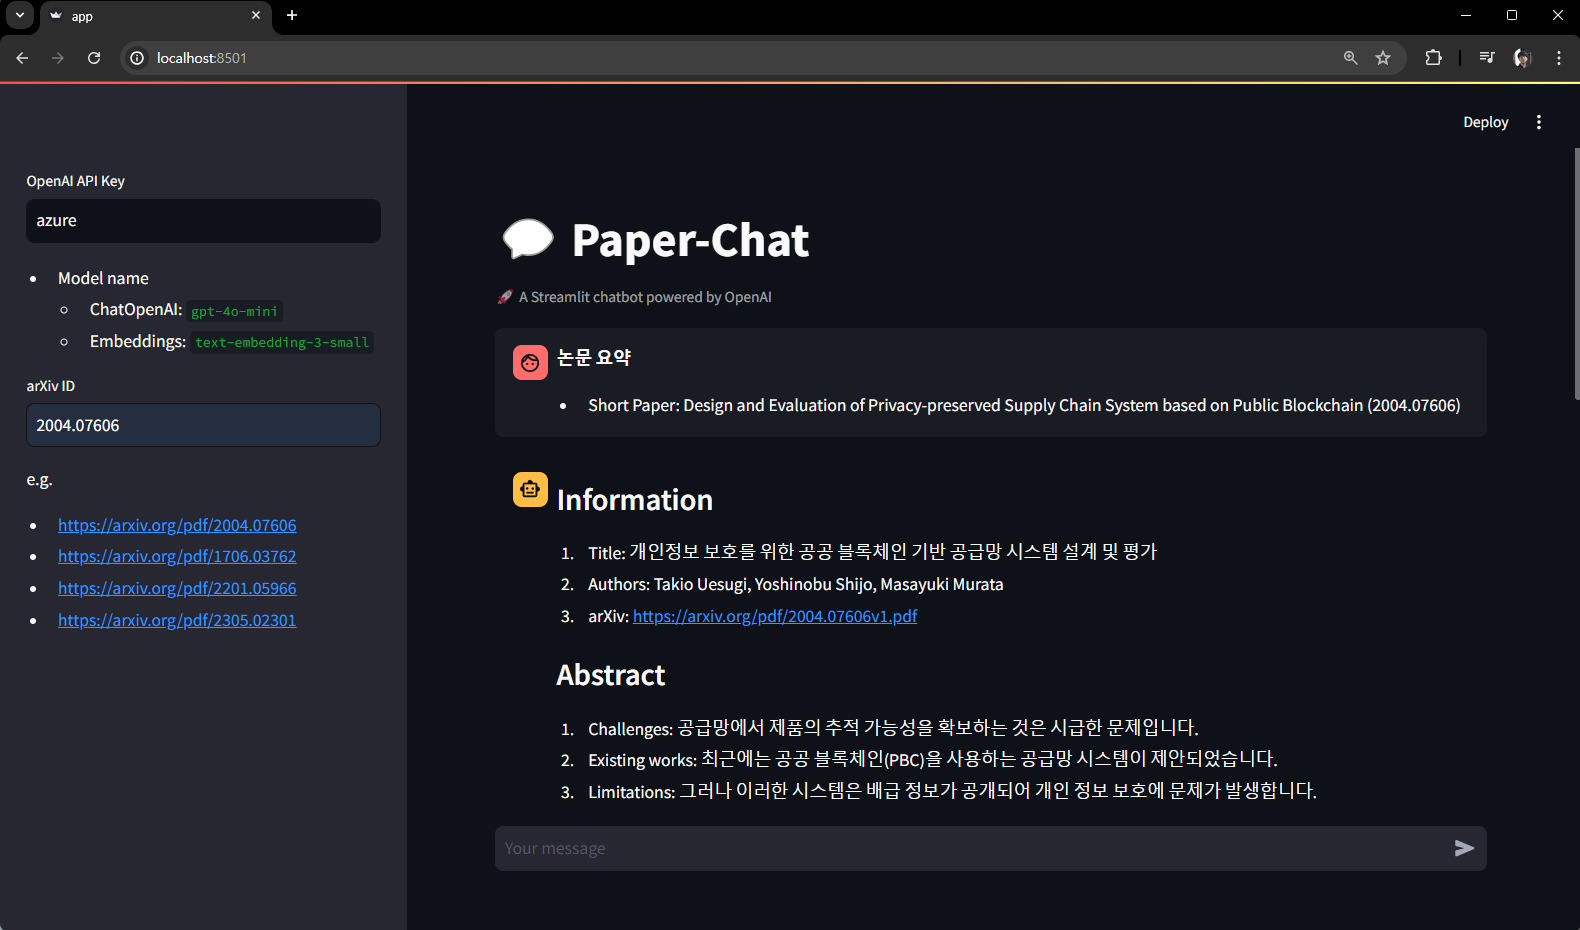 app
localhost:8501
Deploy
OpenAI API Key
azure
Model name
ChatOpenAI: gpt-4o-mini
Embeddings: text-embedding-3-small
arXiv ID
2004.07606
e.g.
https://arxiv.org/pdf/2004.07606
https://arxiv.org/pdf/1706.03762
https://arxiv.org/pdf/2201.05966
https://arxiv.org/pdf/2305.02301
Paper-Chat
🚀 A Streamlit chatbot powered by OpenAI
논문 요약
Short Paper: Design and Evaluation of Privacy-preserved Supply Chain System based on Public Blockchain (2004.07606)
Information
1. Title: 개인정보 보호를 위한 공공 블록체인 기반 공급망 시스템 설계 및 평가
2. Authors: Takio Uesugi, Yoshinobu Shijo, Masayuki Murata
3. arXiv: https://arxiv.org/pdf/2004.07606v1.pdf
Abstract
1. Challenges: 공급망에서 제품의 추적 가능성을 확보하는 것은 시급한 문제입니다.
2. Existing works: 최근에는 공공 블록체인(PBC)을 사용하는 공급망 시스템이 제안되었습니다.
3. Limitations: 그러나 이러한 시스템은 배급 정보가 공개되어 개인 정보 보호에 문제가 발생합니다.
Your message